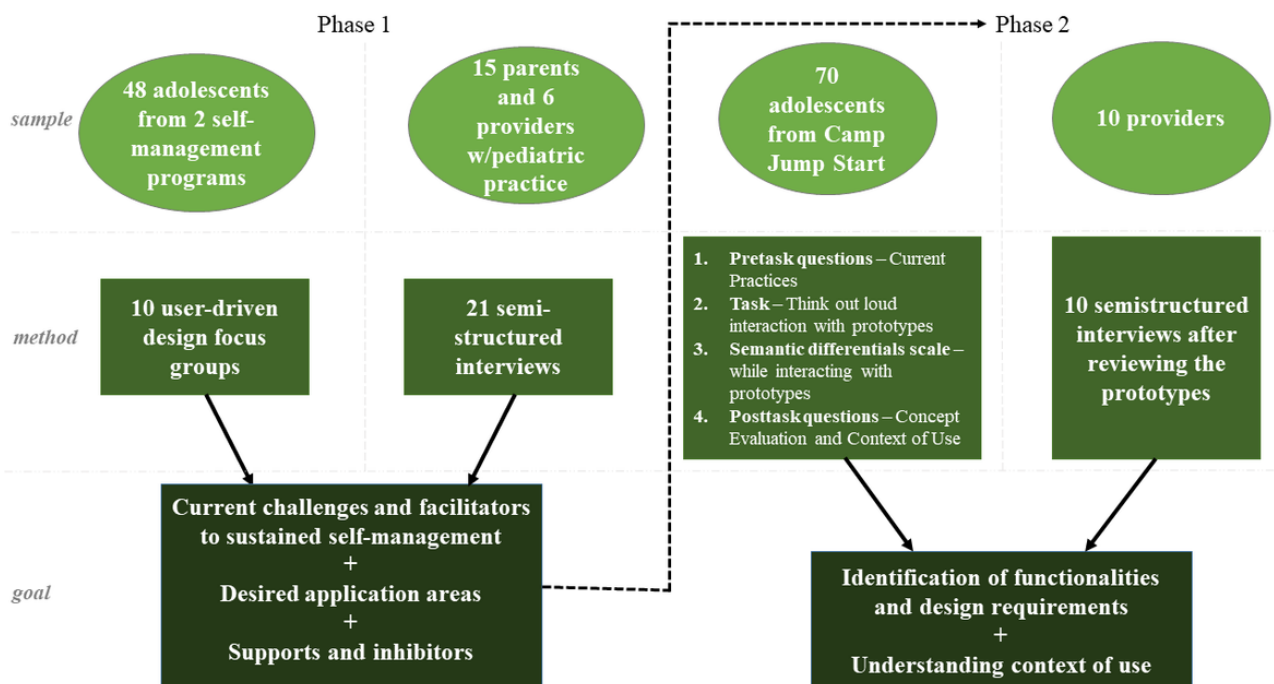 Phase 1
Phase 2
sample
48 adolescents
from 2 self-
management
programs
15 parents
and 6
providers
w/pediatric
practice
70
adolescents
from Camp
Jump Start
10 providers
method
10 user-driven
design focus
groups
21 semi-
structured
interviews
1. Pretask questions – Current
Practices
2. Task – Think out loud
interaction with prototypes
3. Semantic differentials scale –
while interacting with
prototypes
4. Posttask questions – Concept
Evaluation and Context of Use
10 semistructured
interviews after
reviewing the
prototypes
goal
Current challenges and facilitators
to sustained self-management
+
Desired application areas
+
Supports and inhibitors
Identification of functionalities
and design requirements
+
Understanding context of use